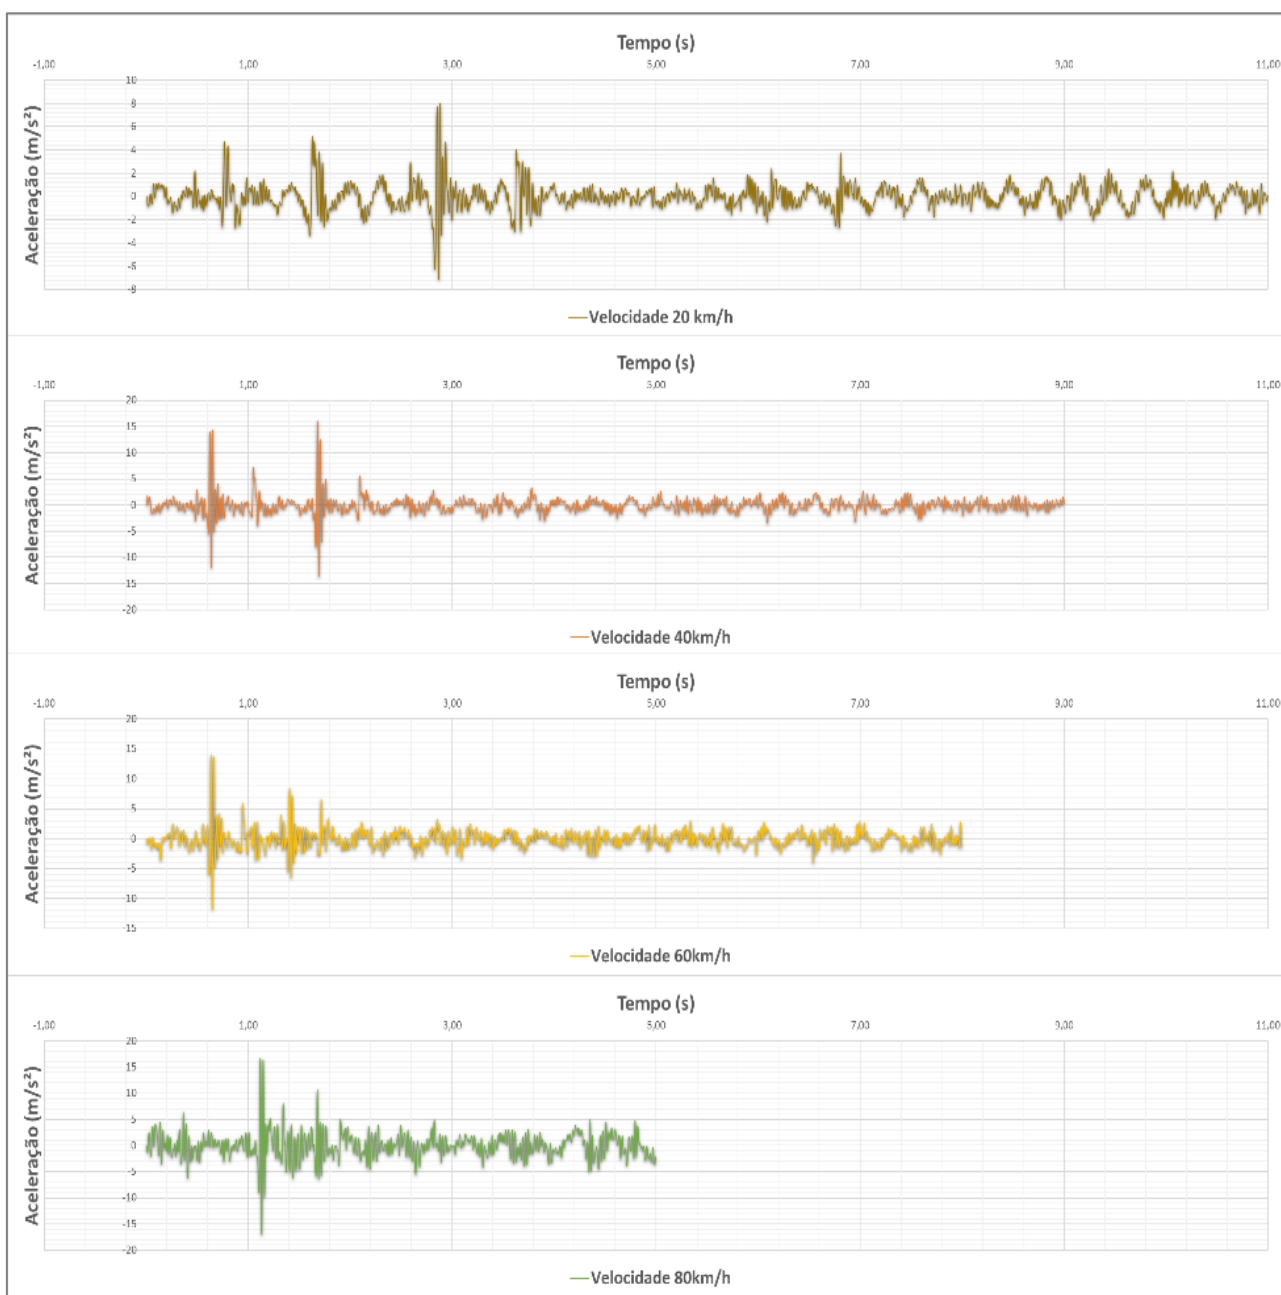 Tempo (s)
-1,00 1,00 3,00 5,00 7,00 9,00 11,00
Aceleração (m/s²)
10
8
6
4
2
0
-2
-4
-6
-8
Velocidade 20 km/h
Tempo (s)
-1,00 1,00 3,00 5,00 7,00 9,00 11,00
Aceleração (m/s²)
20
15
10
5
0
-5
-10
-15
-20
Velocidade 40km/h
Tempo (s)
-1,00 1,00 3,00 5,00 7,00 9,00 11,00
Aceleração (m/s²)
20
15
10
5
0
-5
-10
-15
Velocidade 60km/h
Tempo (s)
-1,00 1,00 3,00 5,00 7,00 9,00 11,00
Aceleração (m/s²)
20
15
10
5
0
-5
-10
-15
-20
Velocidade 80km/h